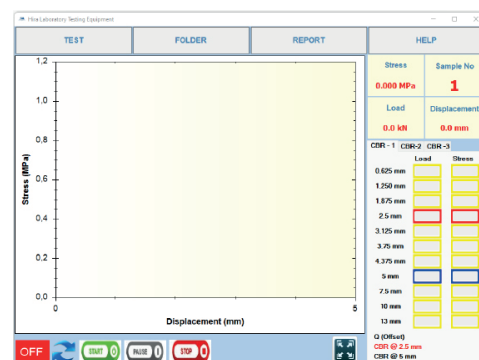 Hira Laboratory Testing Equipment
TEST FOLDER REPORT HELP
Stress Sample No
0.000 MPa 1
Load Displacement
0.0 kN 0.0 mm
CBR - 1 CBR-2 CBR -3
Load Stress
0.625 mm
1.250 mm
1.875 mm
2.5 mm
3.125 mm
3.75 mm
4.375 mm
5 mm
7.5 mm
10 mm
13 mm
Q (Offset)
CBR @ 2.5 mm
CBR @ 5 mm
Stress (MPa)
1,2
1,0
0,8
0,6
0,4
0,2
0,0
0 5
Displacement (mm)
OFF START PAUSE STOP